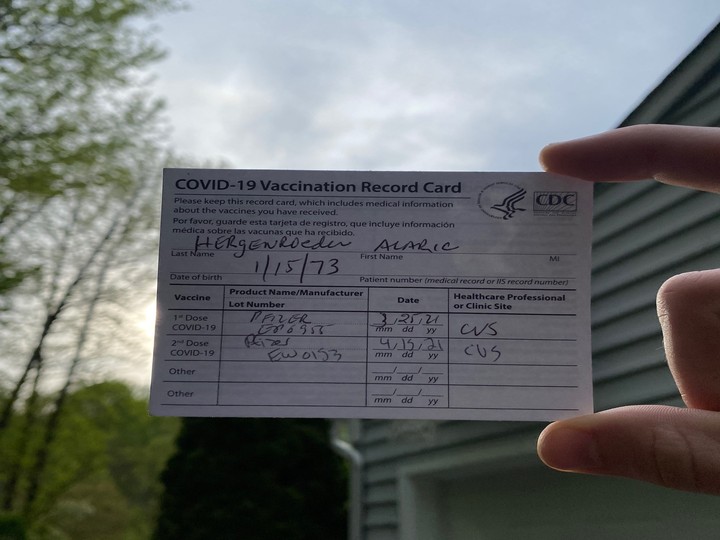 COVID-19 Vaccination Record Card
CDC
Please keep this record card, which includes medical information
about the vaccines you have received.
Por favor, guarde esta tarjeta de registro, que incluye información
médica sobre las vacunas que ha recibido.
HERGENROEDER ALARIC
Last Name First Name MI
1/15/73
Date of birth Patient number (medical record or IIS record number)
Vaccine Product Name/Manufacturer Date Healthcare Professional
Lot Number or Clinic Site
1st Dose PFIZER 3/25/21 CVS
COVID-19 mm dd yy
2nd Dose Pfizer 4/15/21 CVS
COVID-19 EW0153 mm dd yy
Other / /
mm dd yy
Other / /
mm dd yy